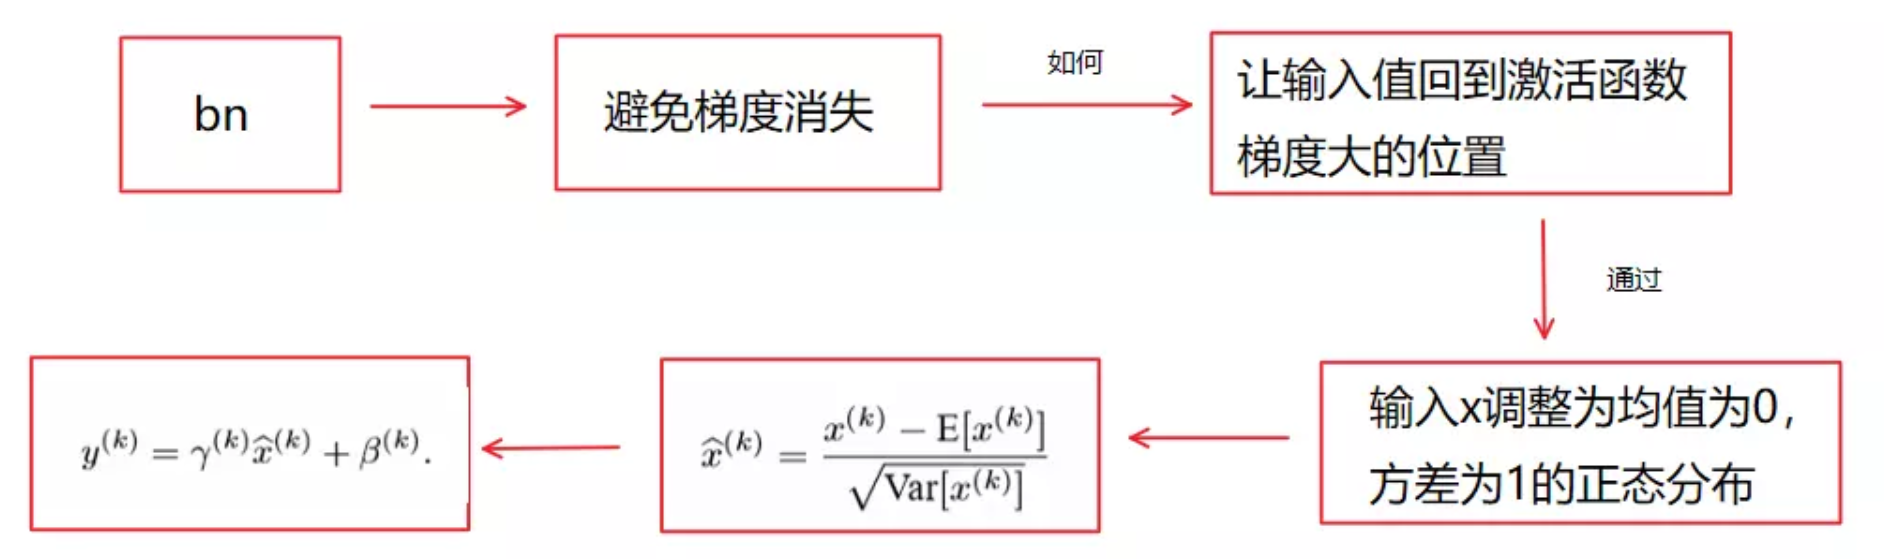 bn
避免梯度消失
如何
让输入值回到激活函数
梯度大的位置
通过
输入x调整为均值为0，
方差为1的正态分布
$\widehat{x}^{(k)} = \frac{x^{(k)} - \mathrm{E}[x^{(k)}]}{\sqrt{\mathrm{Var}[x^{(k)}]}}$
$y^{(k)} = \gamma^{(k)}\widehat{x}^{(k)} + \beta^{(k)}.$